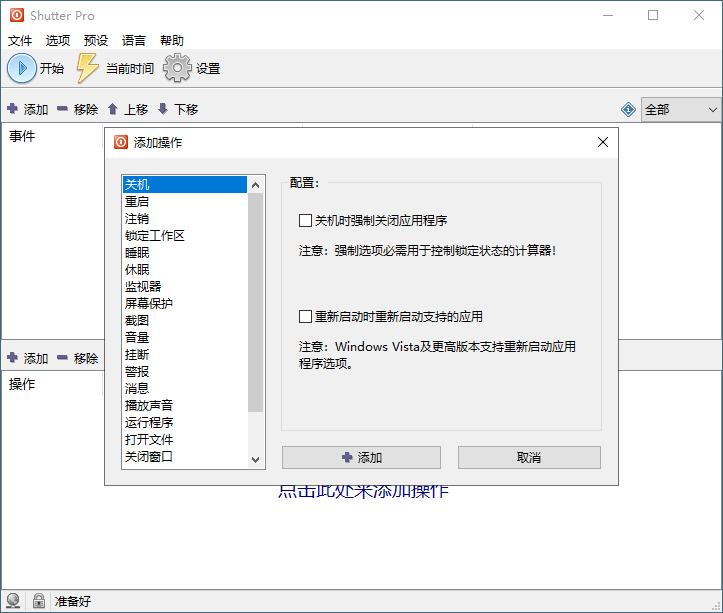 Shutter Pro
文件 选项 预设 语言 帮助
开始 当前时间 设置
添加 移除 上移 下移 全部
事件
添加操作
关机
重启
注销
锁定工作区
睡眠
休眠
监视器
屏幕保护
截图
音量
挂断
警报
消息
播放声音
运行程序
打开文件
关闭窗口
配置：
关机时强制关闭应用程序
注意：强制选项必需用于控制锁定状态的计算器！
重新启动时重新启动支持的应用
注意：Windows Vista及更高版本支持重新启动应用
程序选项。
添加 取消
添加 移除
操作
点击此处来添加操作
准备好